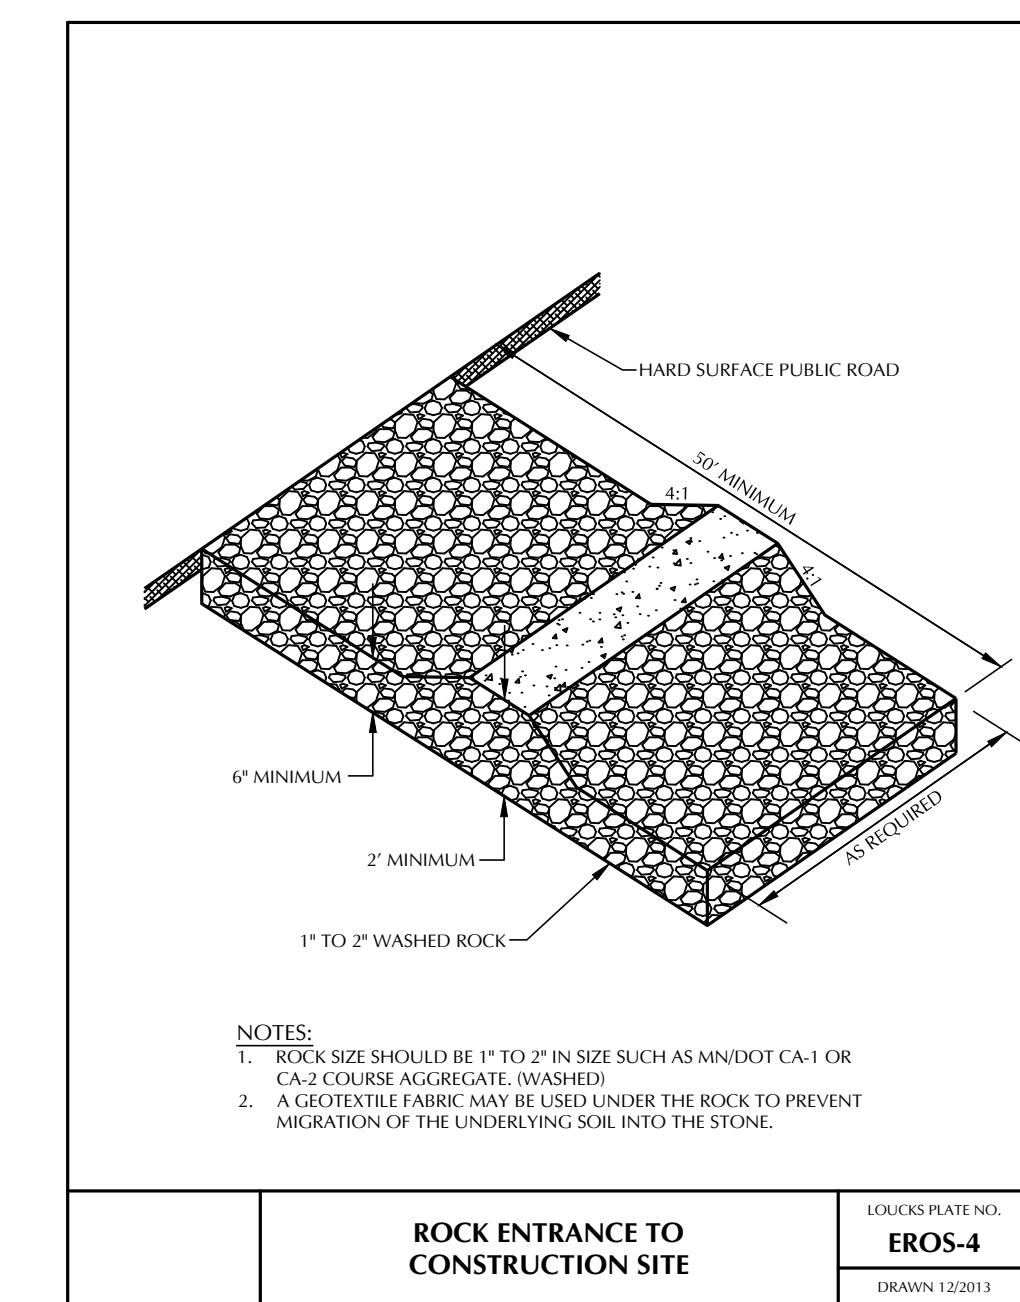 HARD SURFACE PUBLIC ROAD
50' MINIMUM
4:1
4:1
6" MINIMUM
2' MINIMUM
AS REQUIRED
1" TO 2" WASHED ROCK
NOTES:
1. ROCK SIZE SHOULD BE 1" TO 2" IN SIZE SUCH AS MN/DOT CA-1 OR
CA-2 COURSE AGGREGATE. (WASHED)
2. A GEOTEXTILE FABRIC MAY BE USED UNDER THE ROCK TO PREVENT
MIGRATION OF THE UNDERLYING SOIL INTO THE STONE.
ROCK ENTRANCE TO
CONSTRUCTION SITE
LOUCKS PLATE NO.
EROS-4
DRAWN 12/2013